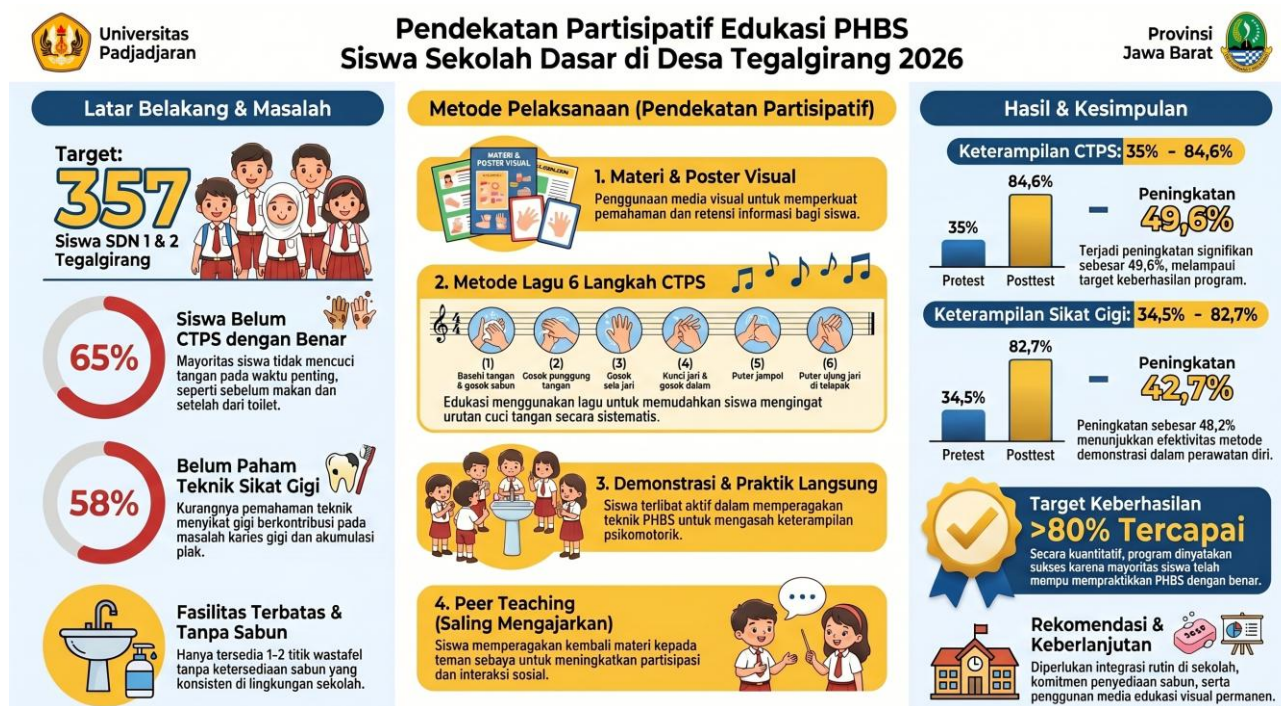 Universitas
Padjadjaran
Pendekatan Partisipatif Edukasi PHBS
Siswa Sekolah Dasar di Desa Tegalgirang 2026
Provinsi
Jawa Barat
Latar Belakang & Masalah
Target:
357
Siswa SDN 1 & 2
Tegalgirang
65%
Siswa Belum
CTPS dengan Benar
Mayoritas siswa tidak mencuci
tangan pada waktu penting,
seperti sebelum makan dan
setelah dari toilet.
58%
Belum Paham
Teknik Sikat Gigi
Kurangnya pemahaman teknik
menyikat gigi berkontribusi pada
masalah karies gigi dan akumulasi
plak.
Fasilitas Terbatas &
Tanpa Sabun
Hanya tersedia 1-2 titik wastafel
tanpa ketersediaan sabun yang
konsisten di lingkungan sekolah.
Metode Pelaksanaan (Pendekatan Partisipatif)
MATERI &
POSTER VISUAL
1. Materi & Poster Visual
Penggunaan media visual untuk memperkuat
pemahaman dan retensi informasi bagi siswa.
2. Metode Lagu 6 Langkah CTPS
4
4
(1)
Basehi tangan
& gosok sabun
(2)
Gosok punggung
tangan
(3)
Gosok
sela jari
(4)
Kunci jari &
gosok dalam
(5)
Puter jampol
(6)
Puter ujung jari
di telapak
Edukasi menggunakan lagu untuk memudahkan siswa mengingat
urutan cuci tangan secara sistematis.
3. Demonstrasi & Praktik Langsung
Siswa terlibat aktif dalam memperagakan
teknik PHBS untuk mengasah keterampilan
psikomotorik.
4. Peer Teaching
(Saling Mengajarkan)
Siswa memperagakan kembali materi kepada
teman sebaya untuk meningkatkan partisipasi
dan interaksi sosial.
Hasil & Kesimpulan
Keterampilan CTPS: 35% - 84,6%
35%
Pretest
84,6%
Posttest
Peningkatan
49,6%
Terjadi peningkatan signifikan
sebesar 49,6%, melampaui
target keberhasilan program.
Keterampilan Sikat Gigi: 34,5% - 82,7%
34,5%
Pretest
82,7%
Posttest
Peningkatan
42,7%
Peningkatan sebesar 48,2%
menunjukkan efektivitas metode
demonstrasi dalam perawatan diri.
Target Keberhasilan
>80% Tercapai
Secara kuantitatif, program dinyatakan
sukses karena mayoritas siswa telah
mempu mempraktikkan PHBS dengan benar.
Rekomendasi &
Keberlanjutan
Diperlukan integrasi rutin di sekolah,
komitmen penyediaan sabun, serta
penggunan media edukasi visual permanen.